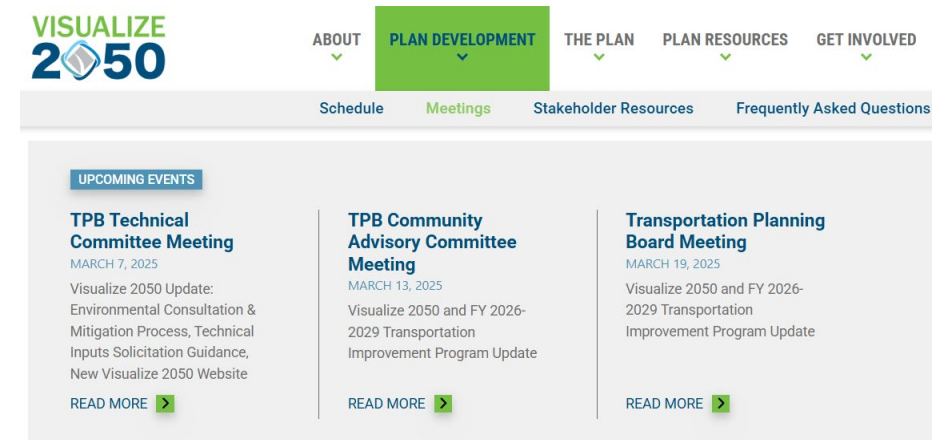 VISUALIZE
2050
ABOUT
PLAN DEVELOPMENT
THE PLAN
PLAN RESOURCES
GET INVOLVED
Schedule
Meetings
Stakeholder Resources
Frequently Asked Questions
UPCOMING EVENTS
TPB Technical
Committee Meeting
MARCH 7, 2025
Visualize 2050 Update:
Environmental Consultation &
Mitigation Process, Technical
Inputs Solicitation Guidance,
New Visualize 2050 Website
READ MORE
TPB Community
Advisory Committee
Meeting
MARCH 13, 2025
Visualize 2050 and FY 2026-
2029 Transportation
Improvement Program Update
READ MORE
Transportation Planning
Board Meeting
MARCH 19, 2025
Visualize 2050 and FY 2026-
2029 Transportation
Improvement Program Update
READ MORE